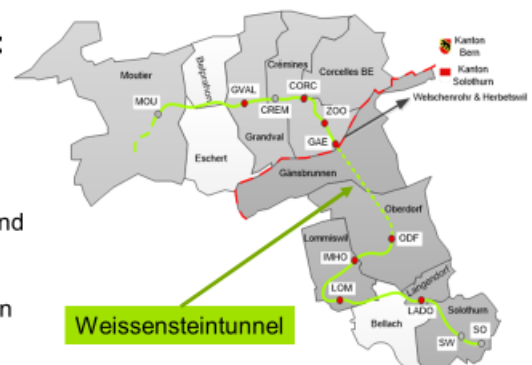 :
nd
n
Kanton
Bern
Kanton
Solothurn
Welschenrohr & Herbetswil
Moutier
MOU
Belprahon
GVAL
Crémines
CREM
CORC
Corcelles BE
ZOO
GAE
Eschert
Grandval
Gänsbrunnen
Oberdorf
ODF
Lommiswil
IMHO
LOM
Langendorf
LADO
Bellach
Solothurn
SW
SO
Weissensteintunnel